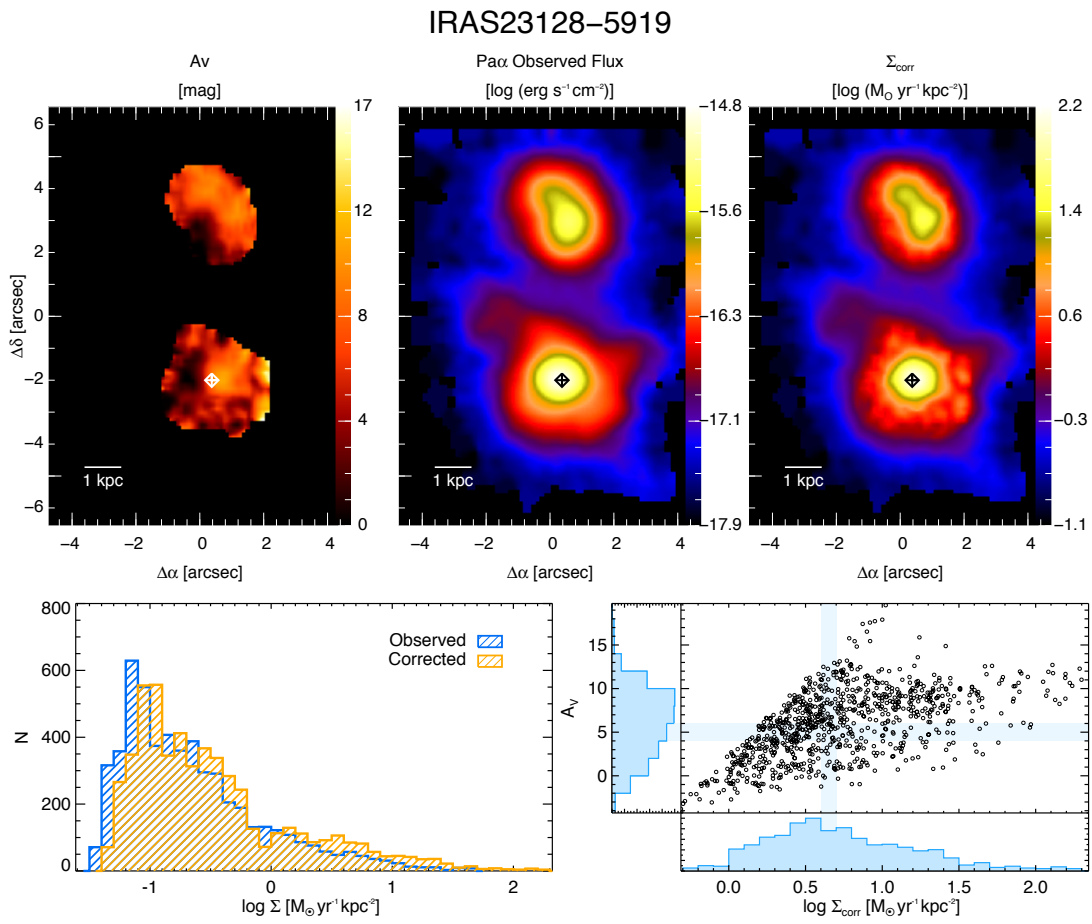 IRAS23128−5919
Av
[mag]
Paα Observed Flux
[log (erg s⁻¹ cm⁻²)]
Σcorr
[log (M_O yr⁻¹ kpc⁻²)]
6
4
2
0
−2
−4
−6
Δδ [arcsec]
1 kpc
17
12
8
4
0
1 kpc
−14.8
−15.6
−16.3
−17.1
−17.9
1 kpc
2.2
1.4
0.6
−0.3
−1.1
−4 −2 0 2 4
−4 −2 0 2 4
−4 −2 0 2 4
Δα [arcsec]
Δα [arcsec]
Δα [arcsec]
800
600
400
200
0
N
Observed
Corrected
-1 0 1 2
log Σ [M⊙ yr⁻¹ kpc⁻²]
15
10
5
0
A_V
0.0 0.5 1.0 1.5 2.0
log Σcorr [M⊙ yr⁻¹ kpc⁻²]